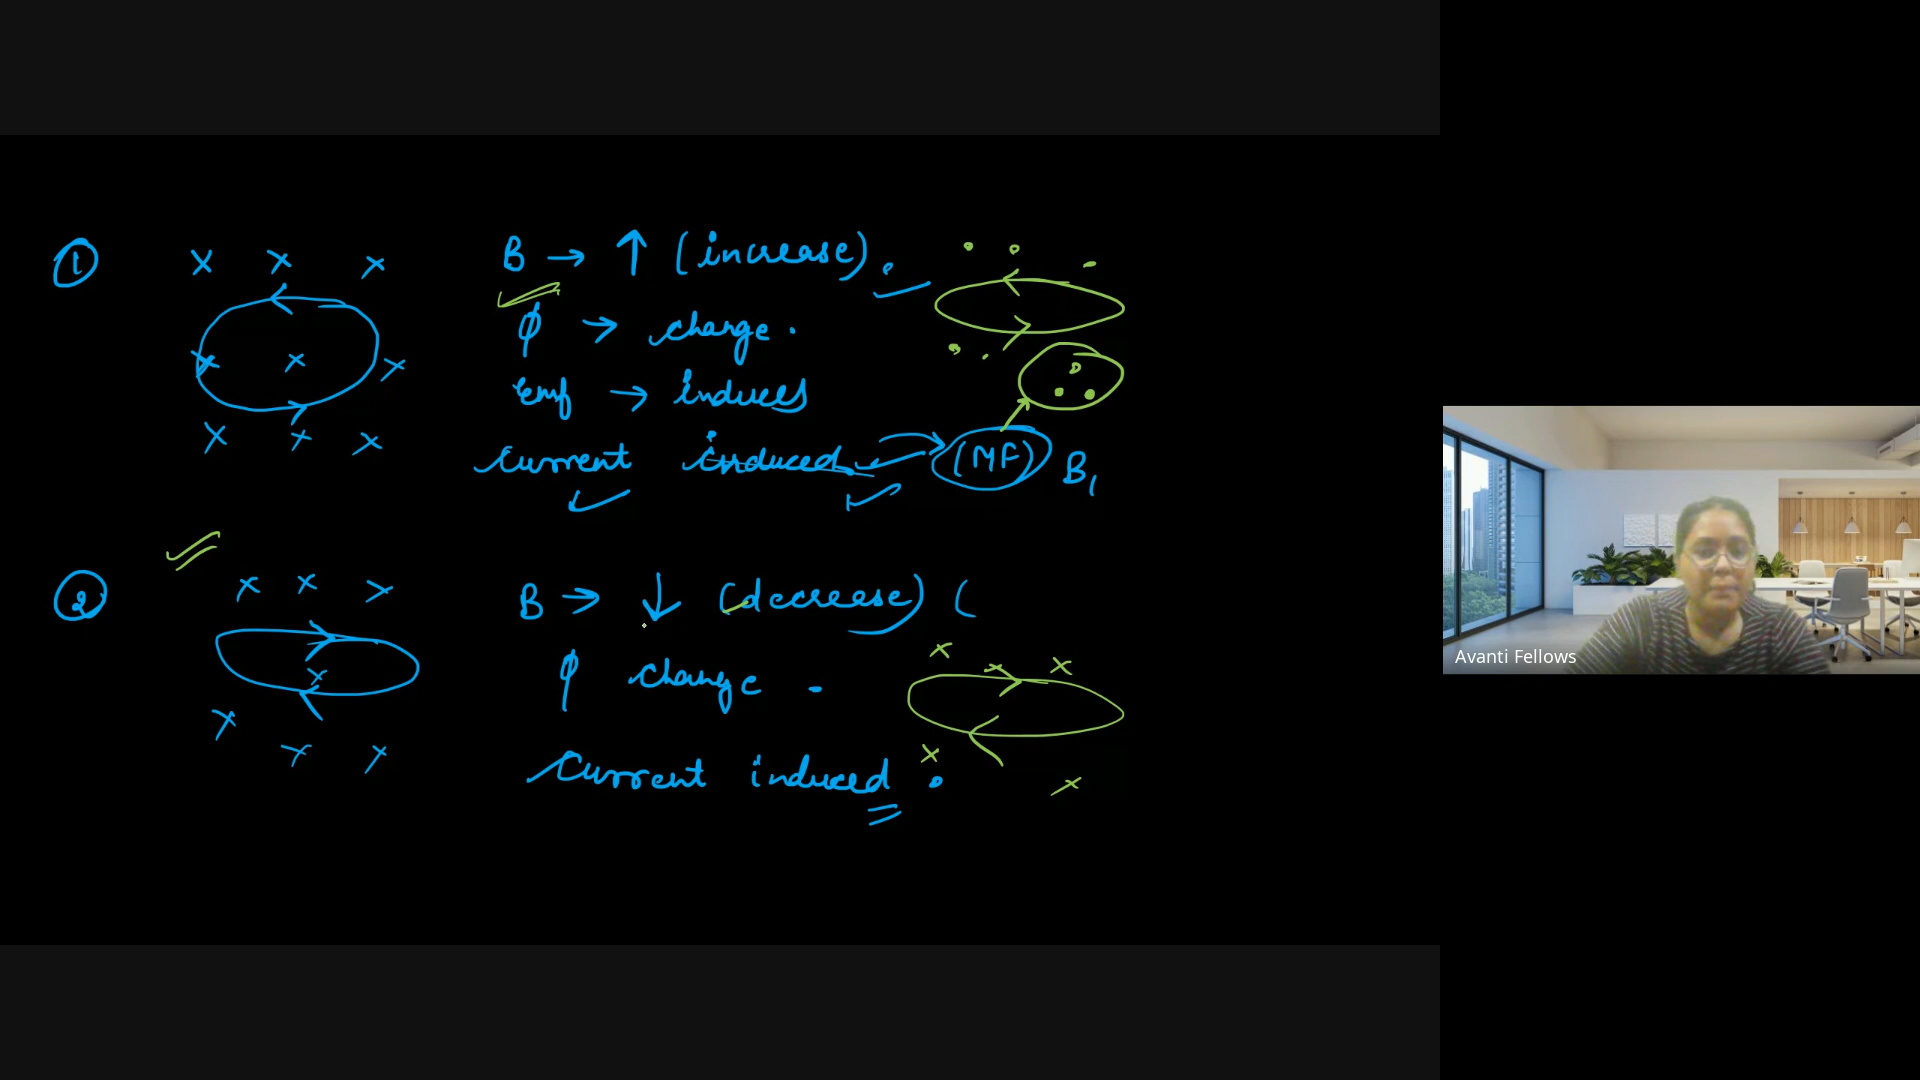 1
B → ↑ (increase).
ϕ → change.
emf → induces
Current induced → (MF) B1
2
B → ↓ (decrease) (
ϕ change.
Current induced.
Avanti Fellows